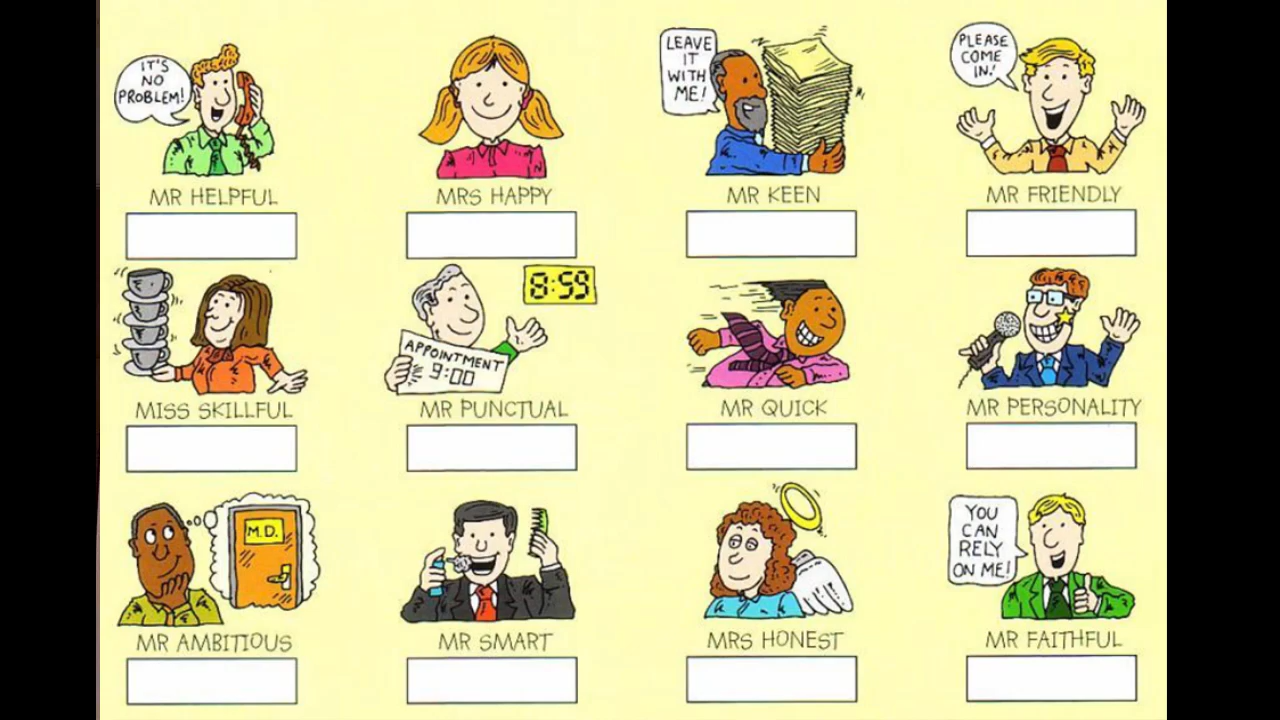 IT'S
NO
PROBLEM!
LEAVE
IT
WITH
ME!
PLEASE
COME
IN!
MR HELPFUL
MRS HAPPY
MR KEEN
MR FRIENDLY
8:59
APPOINTMENT
9:00
MISS SKILLFUL
MR PUNCTUAL
MR QUICK
MR PERSONALITY
M.D.
YOU
CAN
RELY
ON ME!
MR AMBITIOUS
MR SMART
MRS HONEST
MR FAITHFUL